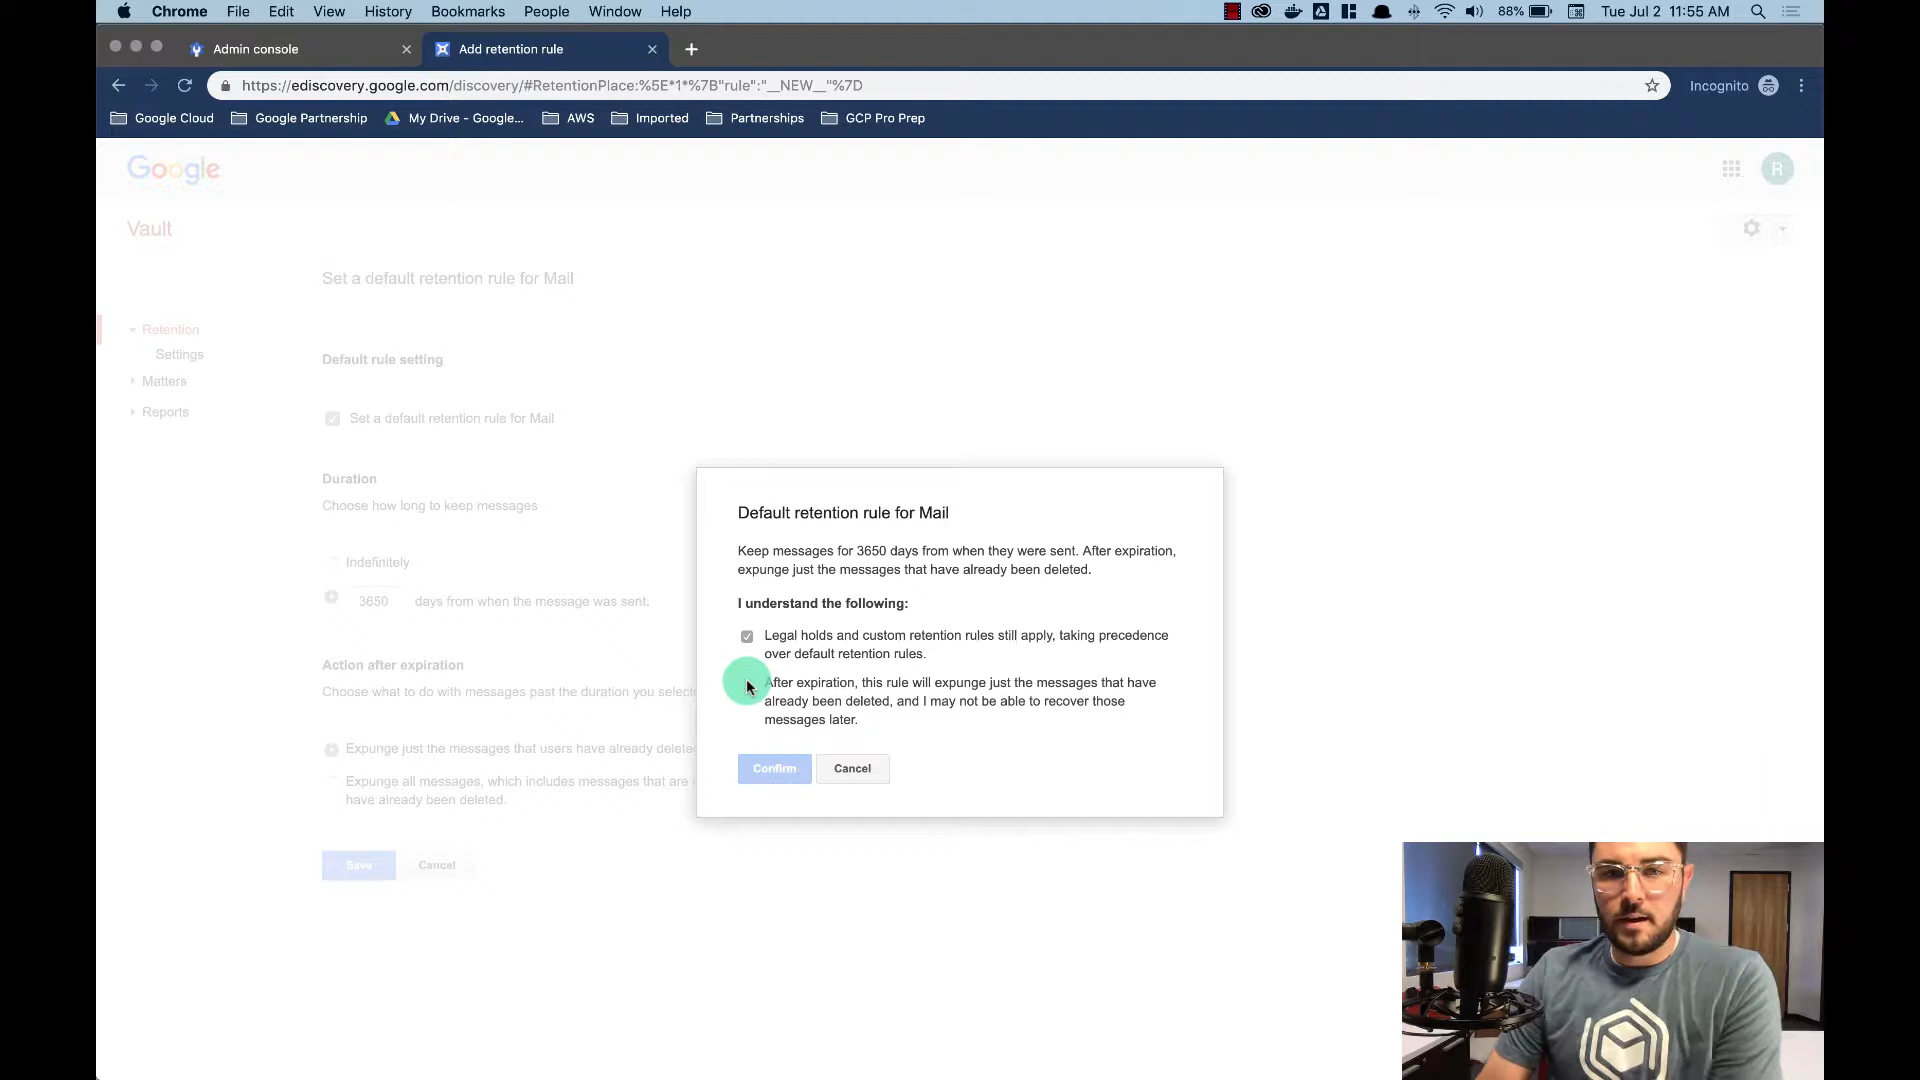 Chrome File Edit View History Bookmarks People Window Help 88% Tue Jul 2 11:55 AM
Admin console
Add retention rule
https://ediscovery.google.com/discovery/#RetentionPlace:%5E*1*%7B"rule":"__NEW__"%7D
Incognito
Google Cloud Google Partnership My Drive - Google... AWS Imported Partnerships GCP Pro Prep
Google
R
Vault
Set a default retention rule for Mail
Retention
Settings
Matters
Reports
Default rule setting
Set a default retention rule for Mail
Duration
Choose how long to keep messages
Indefinitely
3650 days from when the message was sent.
Action after expiration
Choose what to do with messages past the duration you selecte
Expunge just the messages that users have already delete
Expunge all messages, which includes messages that are i
have already been deleted.
Save Cancel
Default retention rule for Mail
Keep messages for 3650 days from when they were sent. After expiration,
expunge just the messages that have already been deleted.
I understand the following:
Legal holds and custom retention rules still apply, taking precedence
over default retention rules.
After expiration, this rule will expunge just the messages that have
already been deleted, and I may not be able to recover those
messages later.
Confirm Cancel